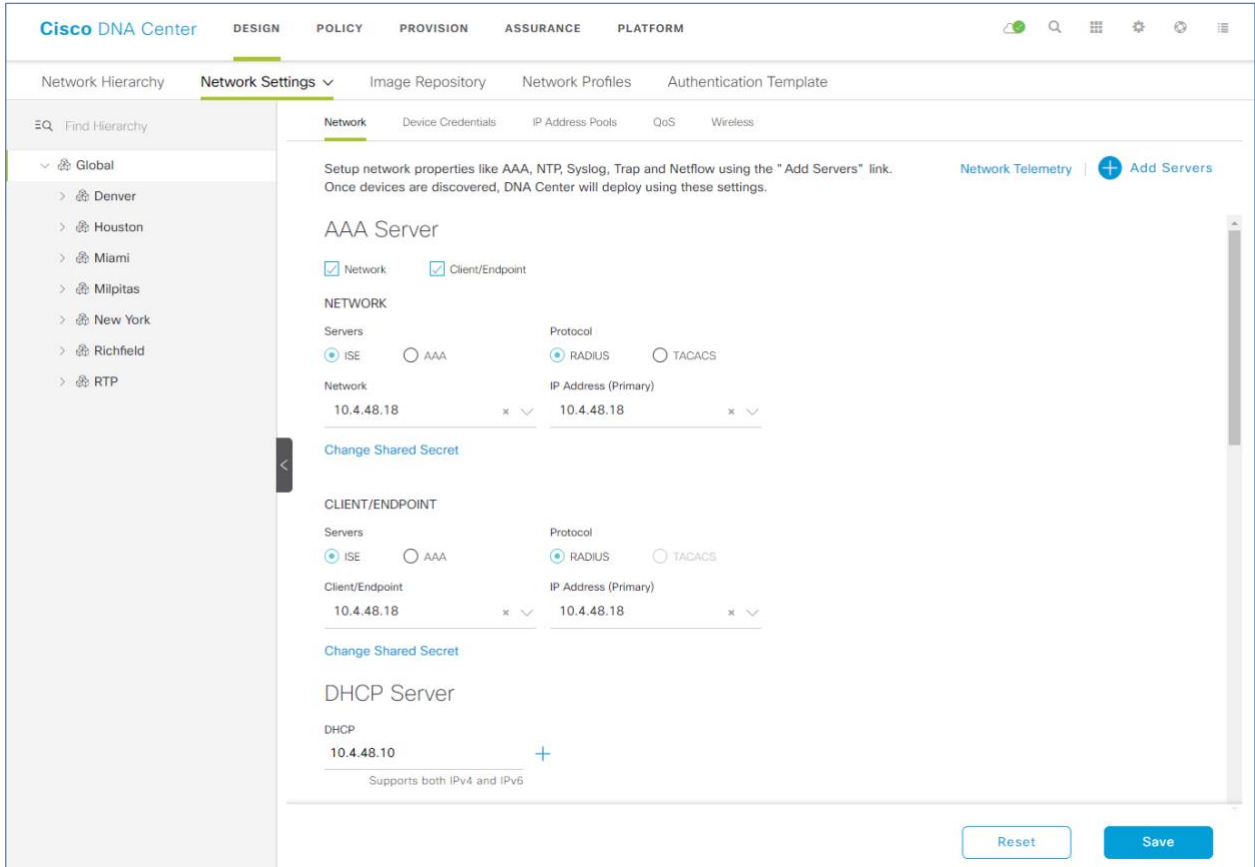 Cisco DNA Center DESIGN POLICY PROVISION ASSURANCE PLATFORM
Network Hierarchy Network Settings Image Repository Network Profiles Authentication Template
Find Hierarchy
Global
Denver
Houston
Miami
Milpitas
New York
Richfield
RTP
Network Device Credentials IP Address Pools QoS Wireless
Setup network properties like AAA, NTP, Syslog, Trap and Netflow using the "Add Servers" link.
Once devices are discovered, DNA Center will deploy using these settings.
Network Telemetry | Add Servers
AAA Server
Network Client/Endpoint
NETWORK
Servers Protocol
ISE AAA RADIUS TACACS
Network IP Address (Primary)
10.4.48.18 10.4.48.18
Change Shared Secret
CLIENT/ENDPOINT
Servers Protocol
ISE AAA RADIUS TACACS
Client/Endpoint IP Address (Primary)
10.4.48.18 10.4.48.18
Change Shared Secret
DHCP Server
DHCP
10.4.48.10
Supports both IPv4 and IPv6
Reset Save